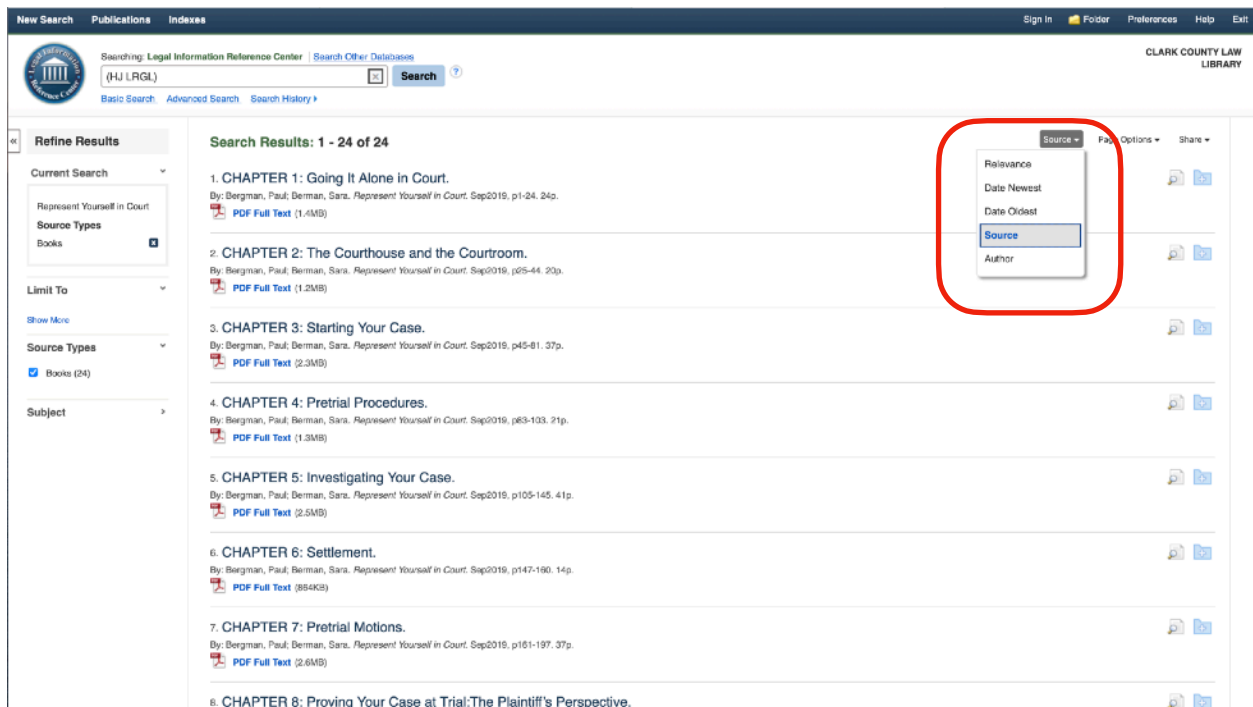 New Search Publications Indexes Sign In Folder Preferences Help Exit
Searching: Legal Information Reference Center Search Other Databases
(HJ LRGL) Search ?
Basic Search Advanced Search Search History
CLARK COUNTY LAW
LIBRARY
Legal Information
Reference Center
Refine Results
Current Search
Represent Yourself in Court
Source Types
Books
Limit To
Show More
Source Types
Books (24)
Subject
Search Results: 1 - 24 of 24
Source Page Options Share
Relevance
Date Newest
Date Oldest
Source
Author
1. CHAPTER 1: Going It Alone in Court.
By: Bergman, Paul; Berman, Sara. Represent Yourself in Court. Sep2019, p1-24. 24p.
PDF Full Text (1.4MB)
2. CHAPTER 2: The Courthouse and the Courtroom.
By: Bergman, Paul; Berman, Sara. Represent Yourself in Court. Sep2019, p25-44. 20p.
PDF Full Text (1.2MB)
3. CHAPTER 3: Starting Your Case.
By: Bergman, Paul; Berman, Sara. Represent Yourself in Court. Sep2019, p45-81. 37p.
PDF Full Text (2.3MB)
4. CHAPTER 4: Pretrial Procedures.
By: Bergman, Paul; Berman, Sara. Represent Yourself in Court. Sep2019, p83-103. 21p.
PDF Full Text (1.3MB)
5. CHAPTER 5: Investigating Your Case.
By: Bergman, Paul; Berman, Sara. Represent Yourself in Court. Sep2019, p105-145. 41p.
PDF Full Text (2.5MB)
6. CHAPTER 6: Settlement.
By: Bergman, Paul; Berman, Sara. Represent Yourself in Court. Sep2019, p147-160. 14p.
PDF Full Text (864KB)
7. CHAPTER 7: Pretrial Motions.
By: Bergman, Paul; Berman, Sara. Represent Yourself in Court. Sep2019, p161-197. 37p.
PDF Full Text (2.6MB)
8. CHAPTER 8: Proving Your Case at Trial:The Plaintiff's Perspective.